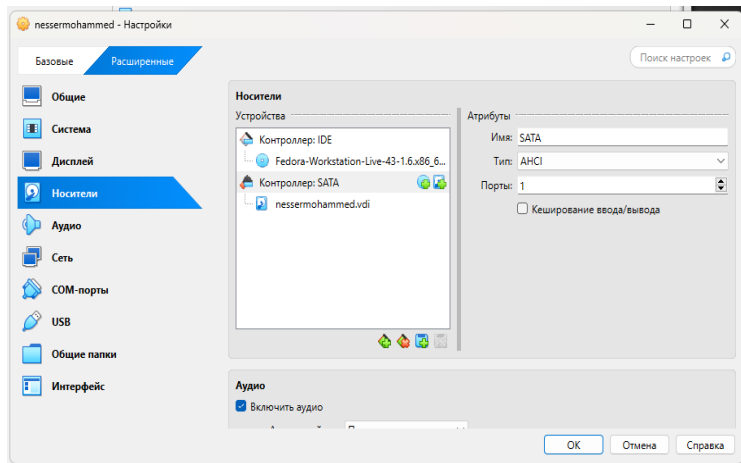 nessermohammed - Настройки
Базовые
Расширенные
Поиск настроек
Общие
Система
Дисплей
Носители
Аудио
Сеть
COM-порты
USB
Общие папки
Интерфейс
Носители
Устройства
Контроллер: IDE
Fedora-Workstation-Live-43-1.6.x86_6...
Контроллер: SATA
nessermohammed.vdi
Атрибуты
Имя: SATA
Тип: AHCI
Порты: 1
Кеширование ввода/вывода
Аудио
Включить аудио
OK Отмена Справка